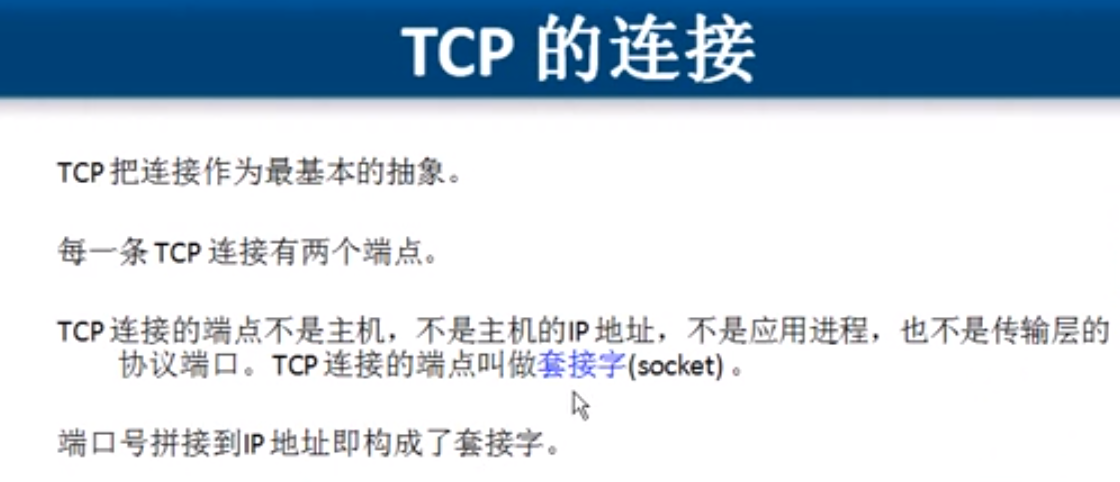 TCP 的连接
TCP 把连接作为最基本的抽象。
每一条 TCP 连接有两个端点。
TCP 连接的端点不是主机，不是主机的IP 地址，不是应用进程，也不是传输层的
协议端口。TCP 连接的端点叫做套接字(socket) 。
端口号拼接到IP 地址即构成了套接字。